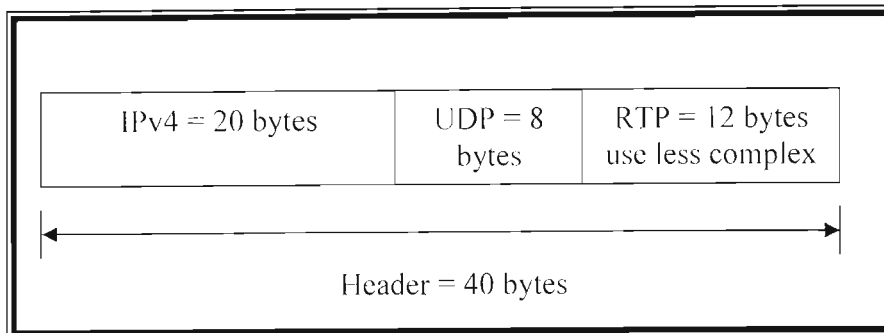 IPv4 = 20 bytes
UDP = 8
bytes
RTP = 12 bytes
use less complex
Header = 40 bytes